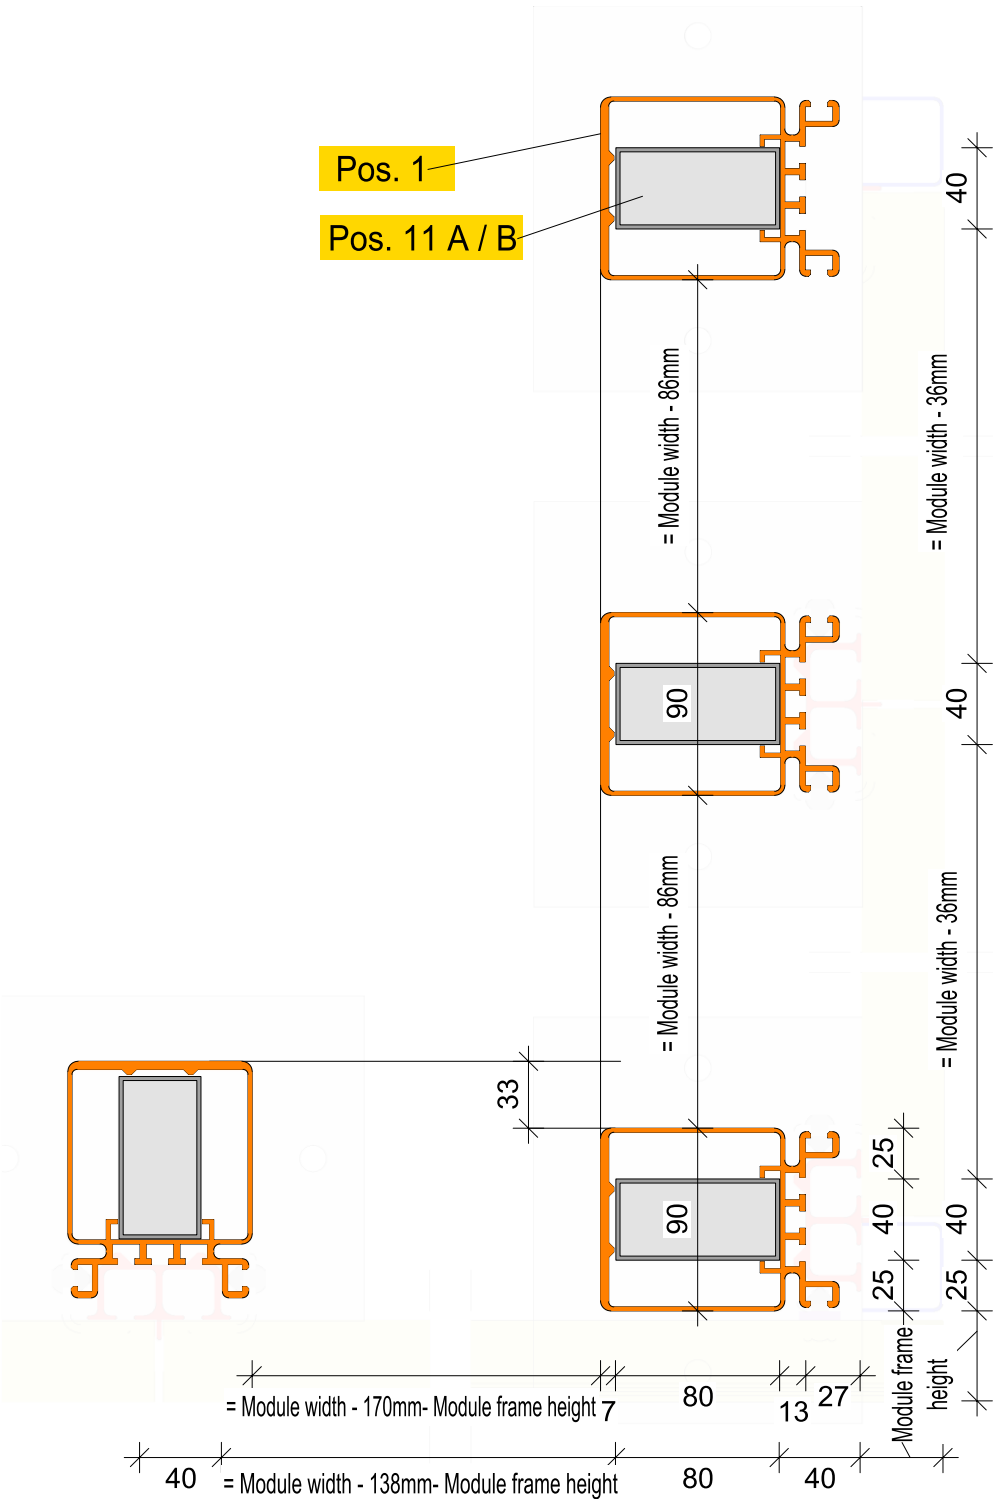 Pos. 1
40
Pos. 11 A / B
= Module width - 86mm
= Module width - 36mm
90
40
= Module width - 86mm
= Module width - 36mm
33
25
90
40
40
25
25
Module frame
height
= Module width - 170mm- Module frame height
7
80
13
27
40
= Module width - 138mm- Module frame height
80
40